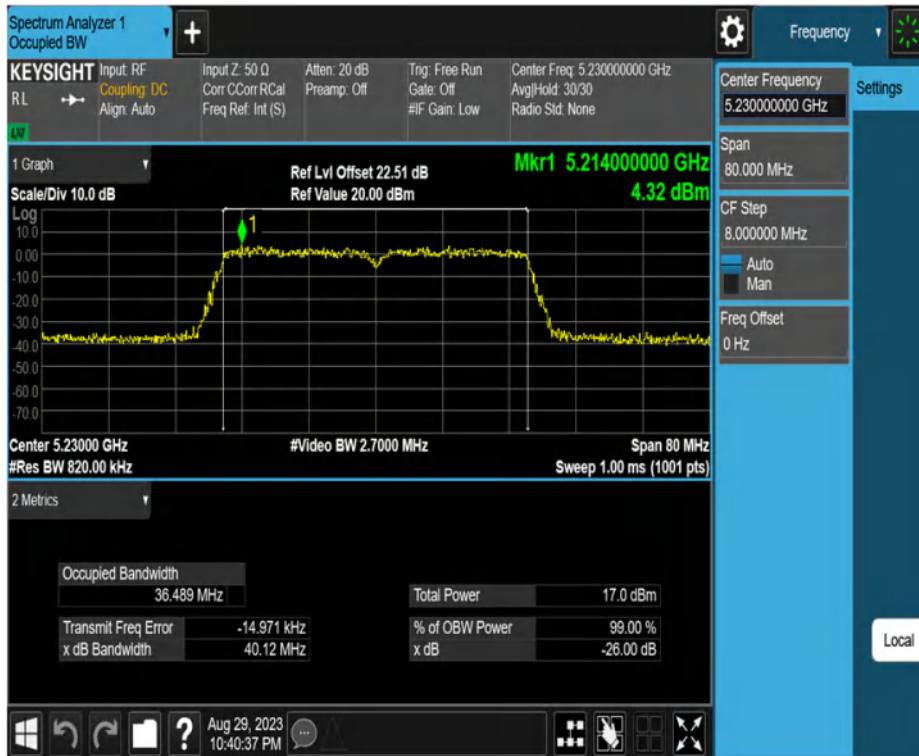 Spectrum Analyzer 1
Occupied BW
+
Frequency
KEYSIGHT
RL
LXI
Input: RF
Coupling: DC
Align: Auto
Input Z: 50 Ω
Corr CCorr RCal
Freq Ref: Int (S)
Atten: 20 dB
Preamp: Off
Trig: Free Run
Gate: Off
#IF Gain: Low
Center Freq: 5.230000000 GHz
Avg|Hold: 30/30
Radio Std: None
Center Frequency
5.230000000 GHz
Settings
Span
80.000 MHz
CF Step
8.000000 MHz
Auto
Man
Freq Offset
0 Hz
Local
1 Graph
Scale/Div 10.0 dB
Ref Lvl Offset 22.51 dB
Ref Value 20.00 dBm
Mkr1 5.214000000 GHz
4.32 dBm
Log
10.0
0.00
-10.0
-20.0
-30.0
-40.0
-50.0
-60.0
-70.0
1
Center 5.23000 GHz
#Res BW 820.00 kHz
#Video BW 2.7000 MHz
Span 80 MHz
Sweep 1.00 ms (1001 pts)
2 Metrics
Occupied Bandwidth
36.489 MHz
Total Power 17.0 dBm
Transmit Freq Error -14.971 kHz
% of OBW Power 99.00 %
x dB Bandwidth 40.12 MHz
x dB -26.00 dB
?
Aug 29, 2023
10:40:37 PM